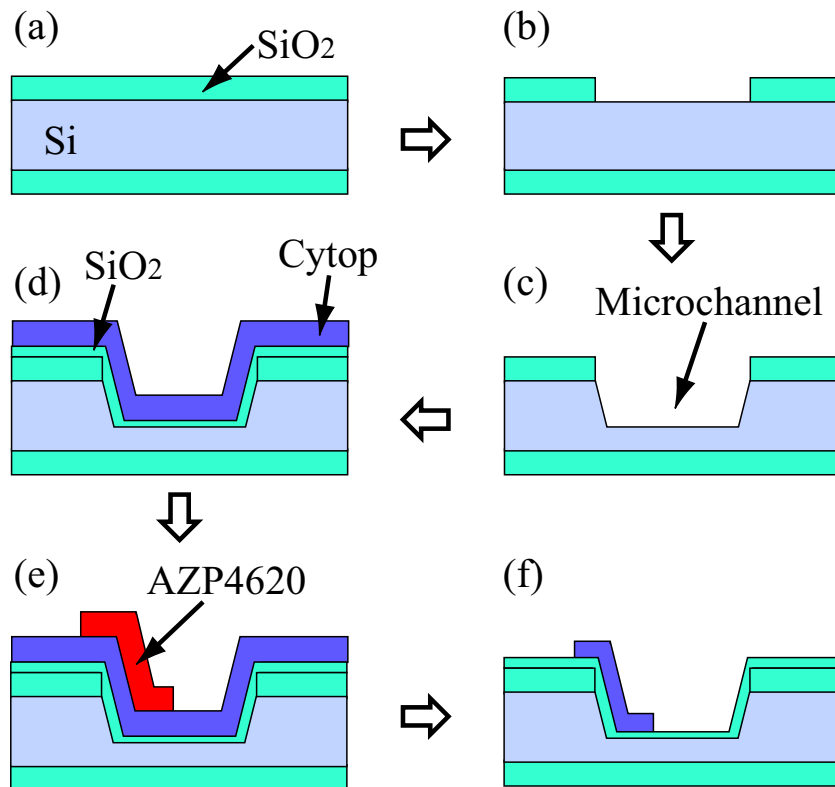 (a)
SiO2
Si
(b)
(c)
Microchannel
(d)
SiO2
Cytop
(e)
AZP4620
(f)